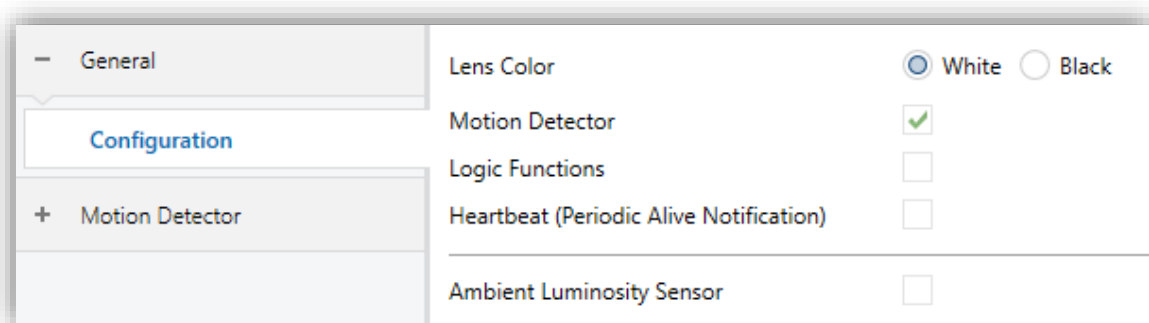 General
Configuration
Motion Detector
Lens Color White Black
Motion Detector
Logic Functions
Heartbeat (Periodic Alive Notification)
Ambient Luminosity Sensor